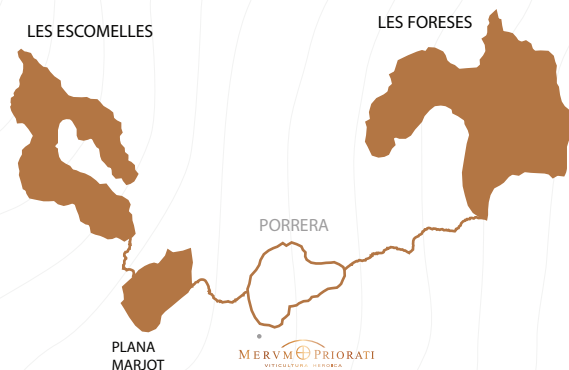 LES ESCOMELLES
LES FORESES
PORRERA
PLANA
MARJOT
MERVM PRIORATI
VITICULTURA HEROICA